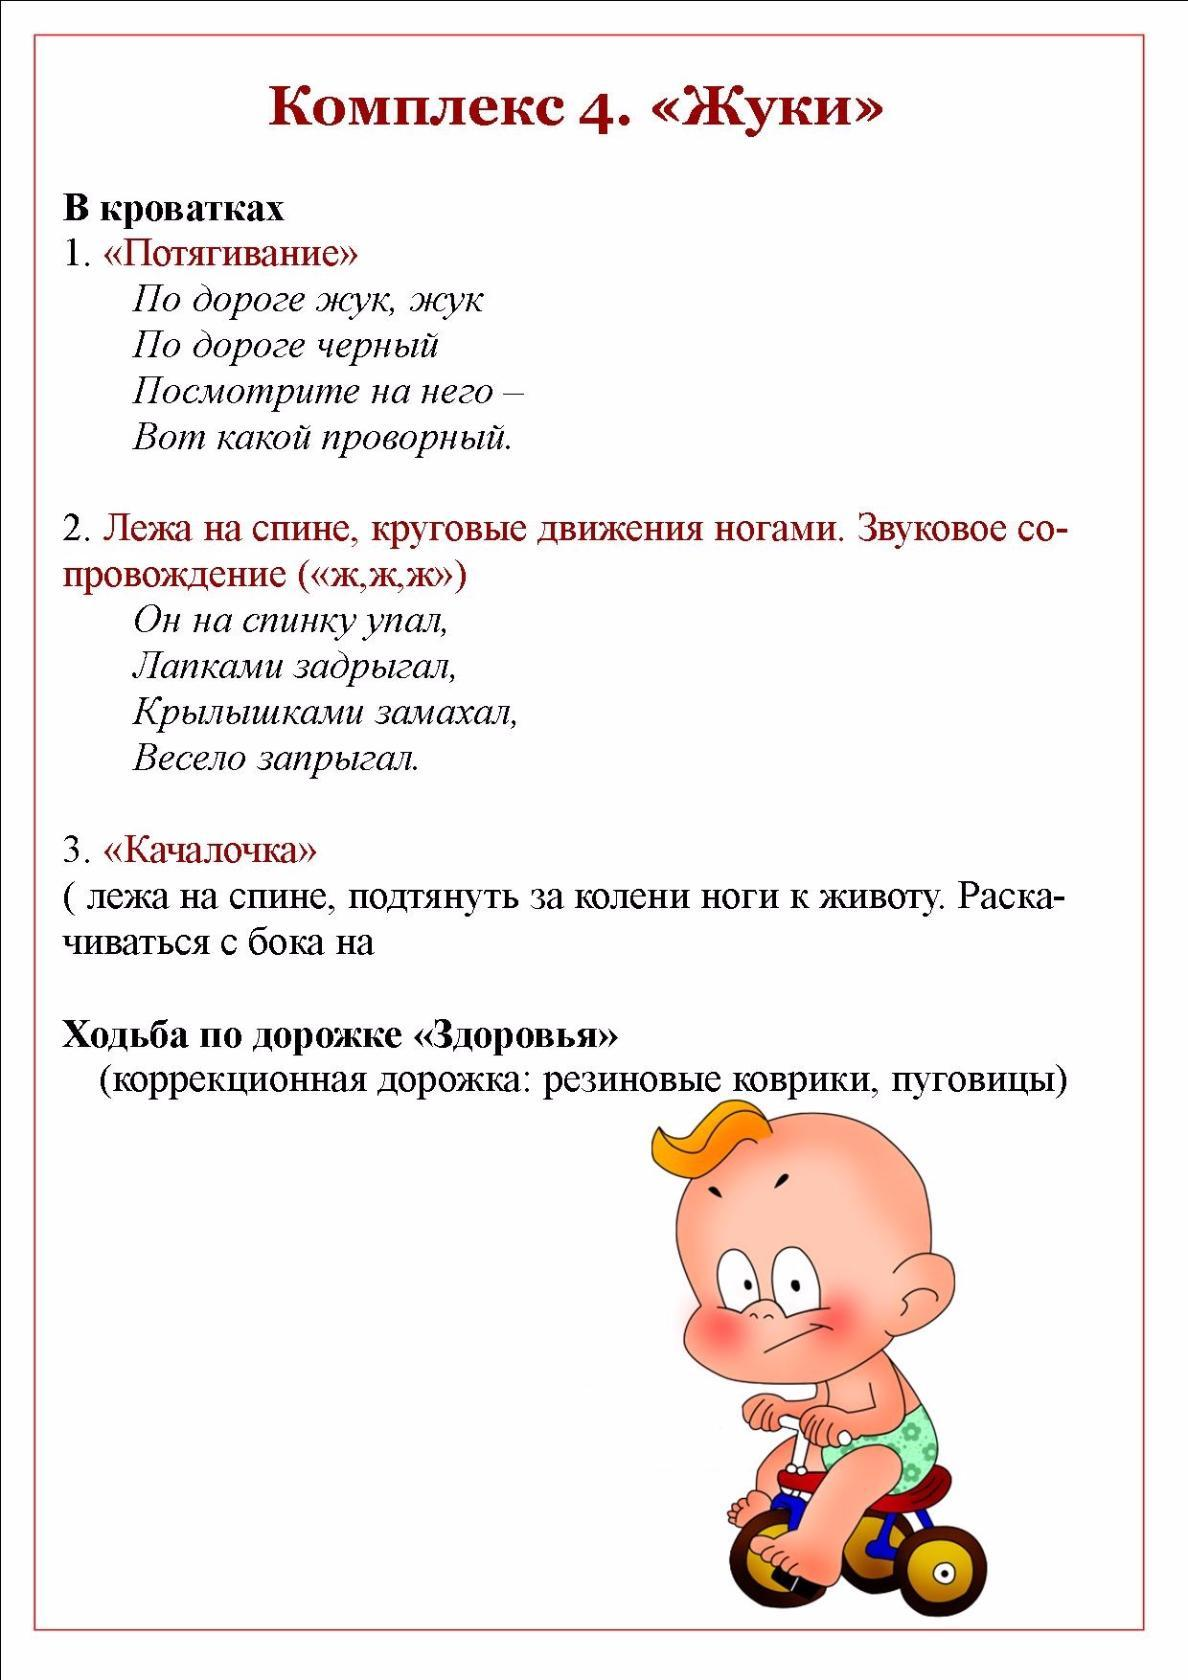 Комплекс 4. «Жуки»
В кроватках
1. «Потягивание»
По дороге жук, жук
По дороге черный
Посмотрите на него –
Вот какой проворный.
2. Лежа на спине, круговые движения ногами. Звуковое со-
провождение («ж,ж,ж»)
Он на спинку упал,
Лапками задрыгал,
Крылышками замахал,
Весело запрыгал.
3. «Качалочка»
( лежа на спине, подтянуть за колени ноги к животу. Раска-
чиваться с бока на
Ходьба по дорожке «Здоровья»
(коррекционная дорожка: резиновые коврики, пуговицы)